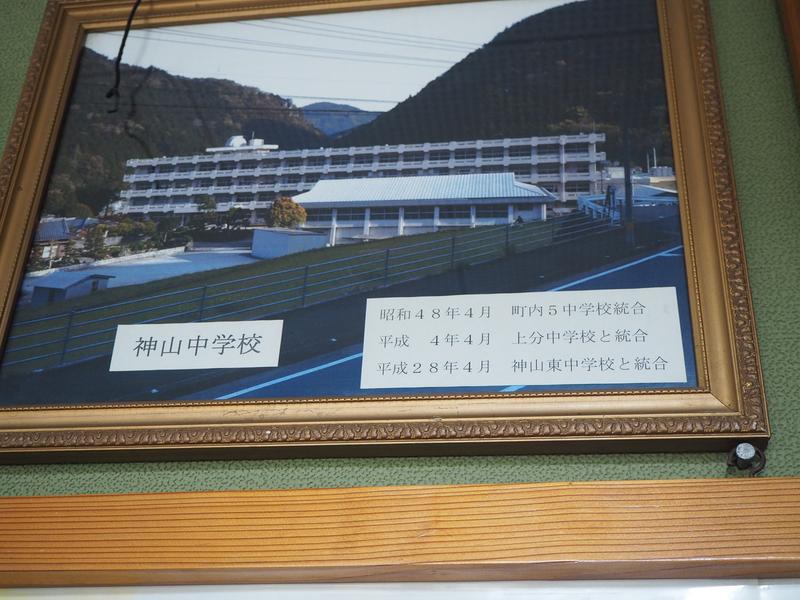 神山中学校
昭和４８年４月　町内５中学校統合
平成　４年４月　上分中学校と統合
平成２８年４月　神山東中学校と統合